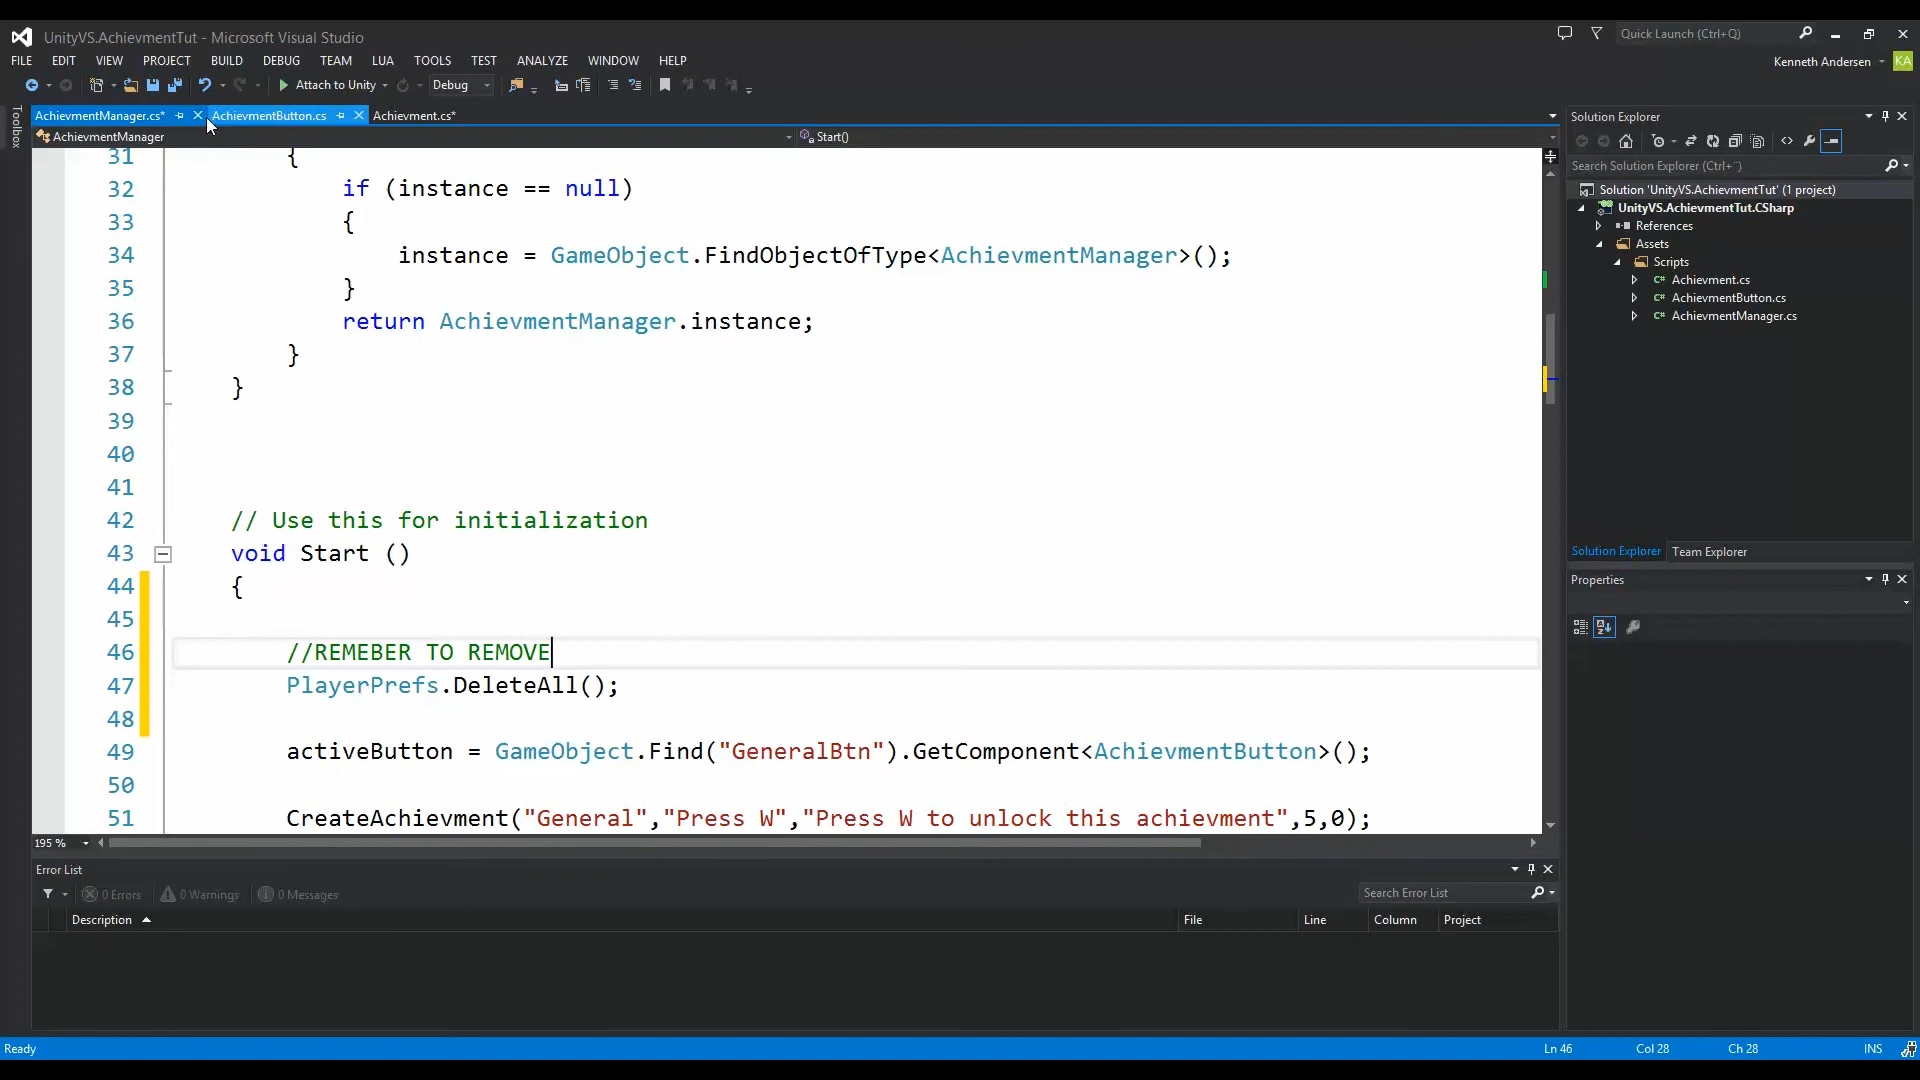 UnityVS.AchievmentTut - Microsoft Visual Studio
Quick Launch (Ctrl+Q)
FILE EDIT VIEW PROJECT BUILD DEBUG TEAM LUA TOOLS TEST ANALYZE WINDOW HELP
Kenneth Andersen KA
Attach to Unity Debug
Toolbox
AchievmentManager.cs* AchievmentButton.cs Achievment.cs*
AchievmentManager Start()
31 {
32 if (instance == null)
33 {
34 instance = GameObject.FindObjectOfType<AchievmentManager>();
35 }
36 return AchievmentManager.instance;
37 }
38 }
39
40
41
42 // Use this for initialization
43 void Start ()
44 {
45
46 //REMEBER TO REMOVE
47 PlayerPrefs.DeleteAll();
48
49 activeButton = GameObject.Find("GeneralBtn").GetComponent<AchievmentButton>();
50
51 CreateAchievment("General","Press W","Press W to unlock this achievment",5,0);
195 %
Error List
0 Errors 0 Warnings 0 Messages
Search Error List
Description File Line Column Project
Solution Explorer
Search Solution Explorer (Ctrl+¨)
Solution 'UnityVS.AchievmentTut' (1 project)
UnityVS.AchievmentTut.CSharp
References
Assets
Scripts
C# Achievment.cs
C# AchievmentButton.cs
C# AchievmentManager.cs
Solution Explorer Team Explorer
Properties
Ready Ln 46 Col 28 Ch 28 INS